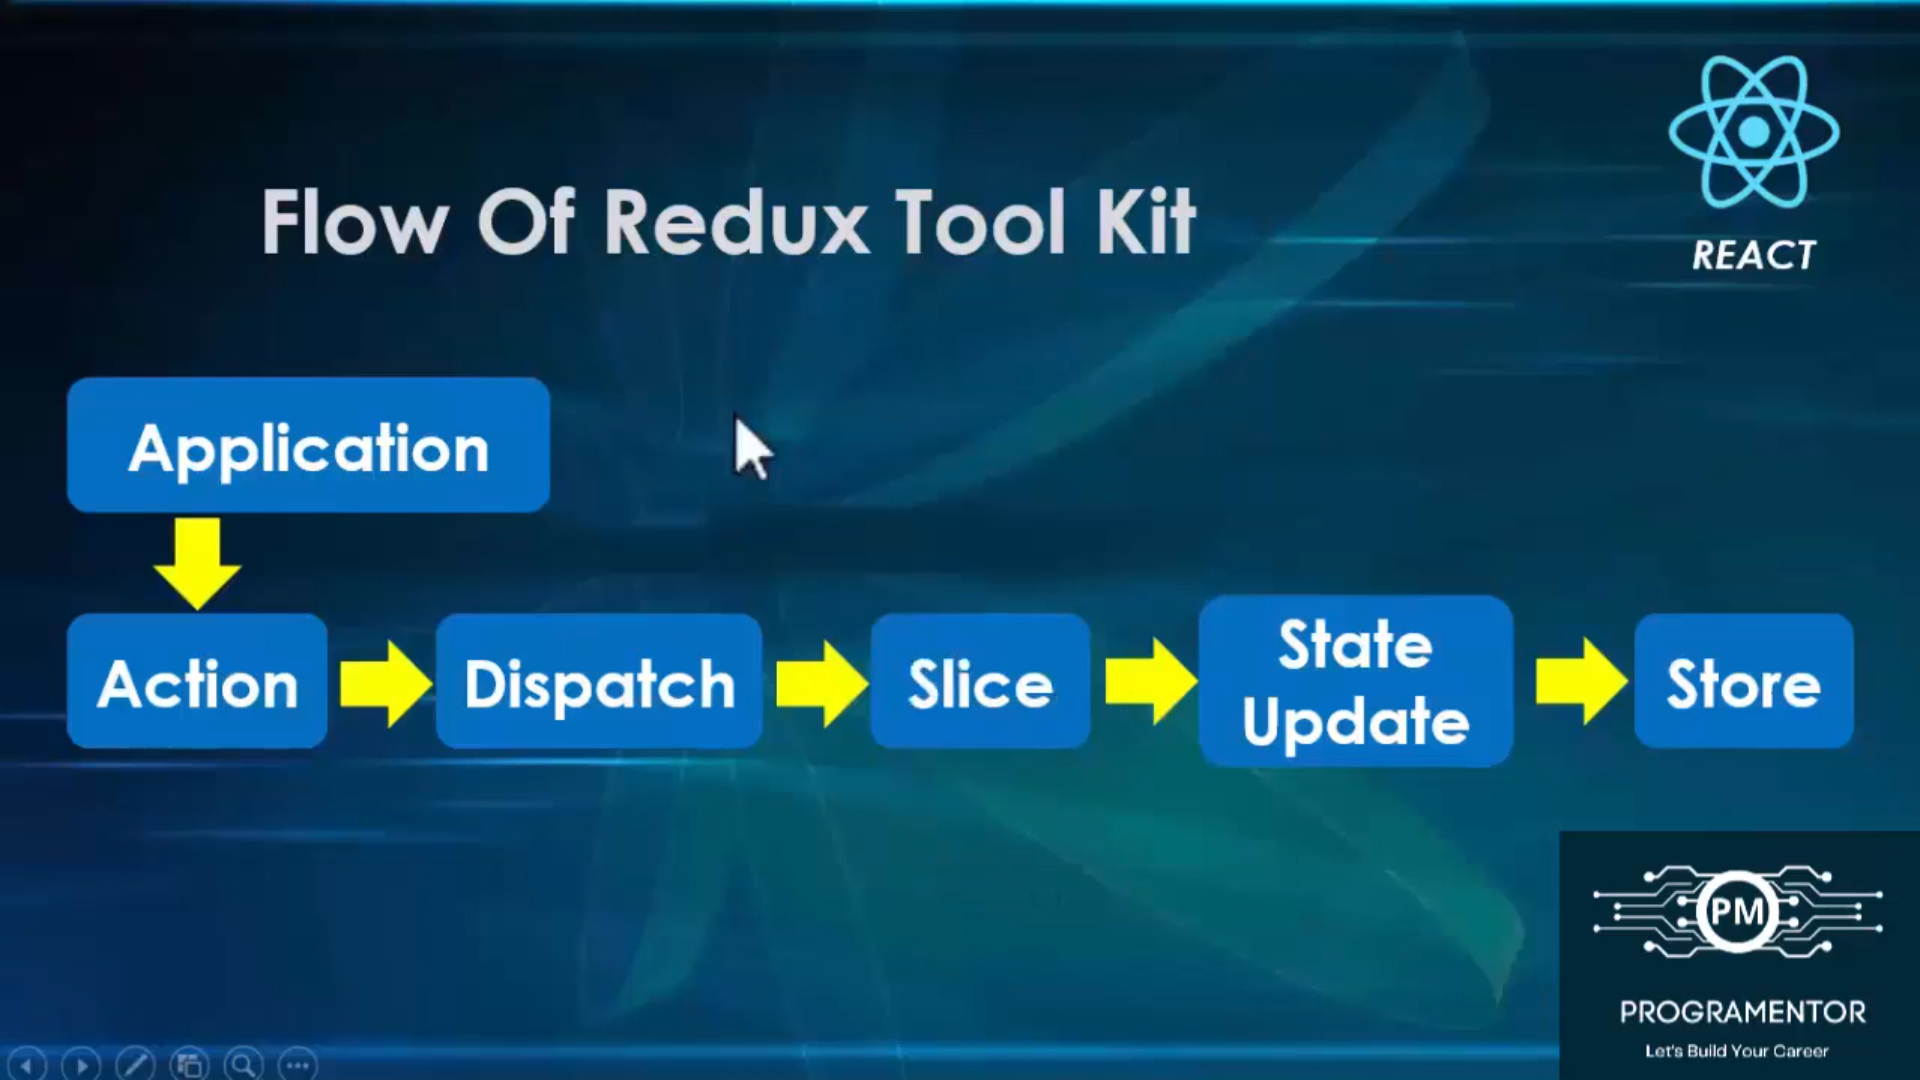 Flow Of Redux Tool Kit
REACT
Application
Action
Dispatch
Slice
State
Update
Store
PM
PROGRAMENTOR
Let's Build Your Career